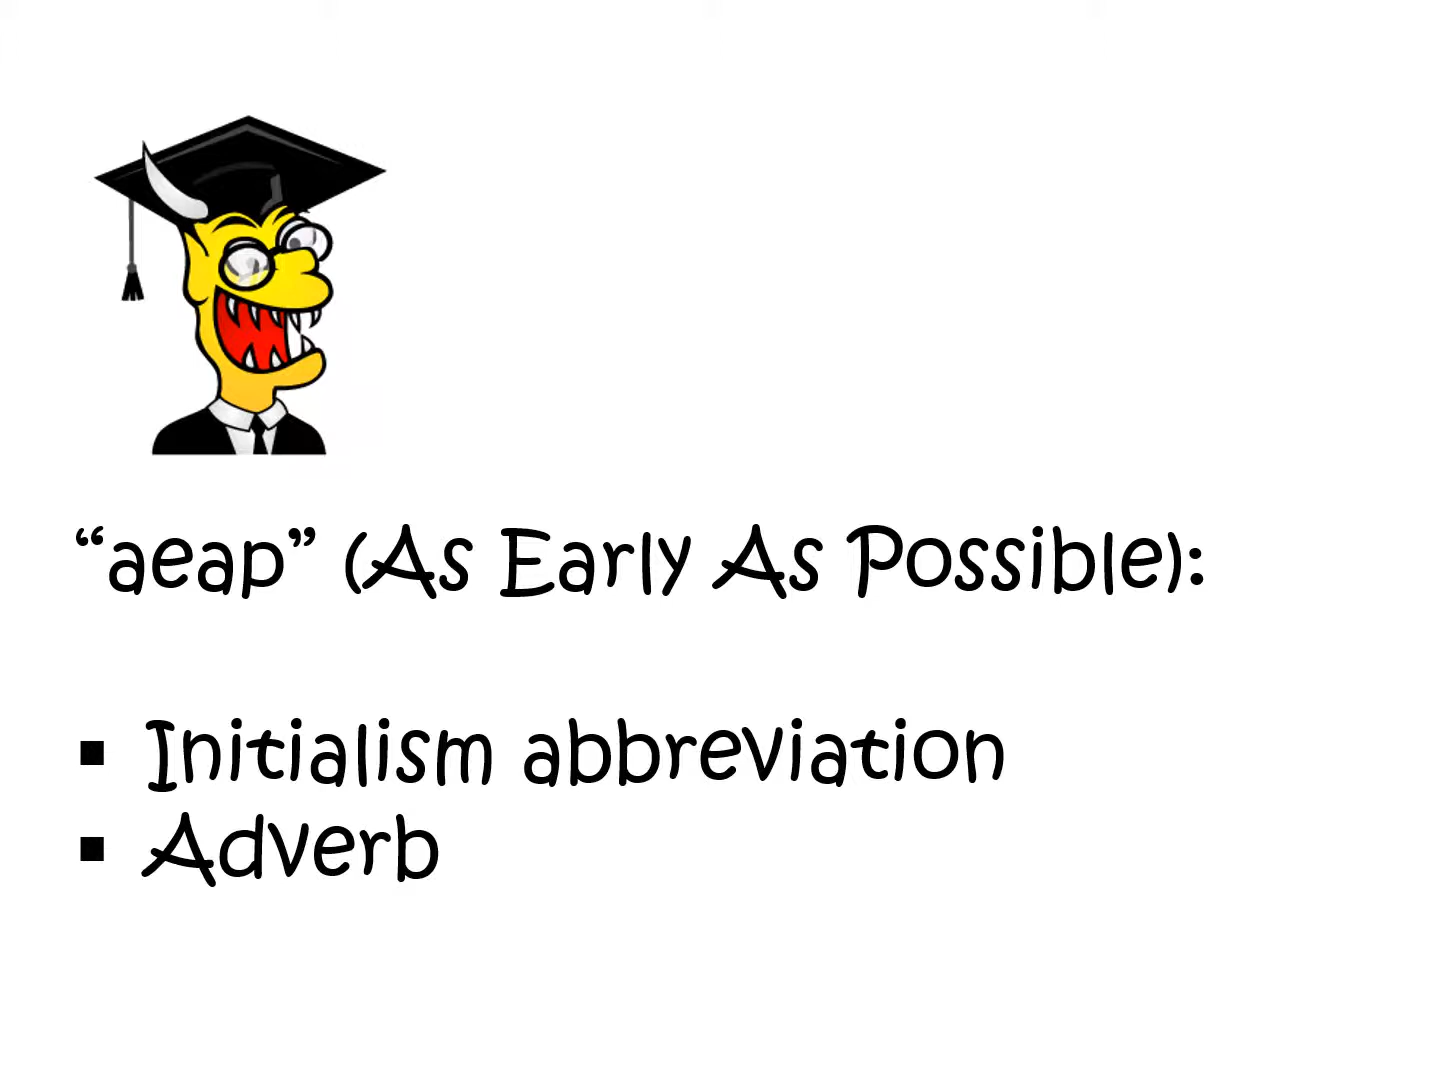 “aeap” (As Early As Possible):
▪ Initialism abbreviation
▪ Adverb